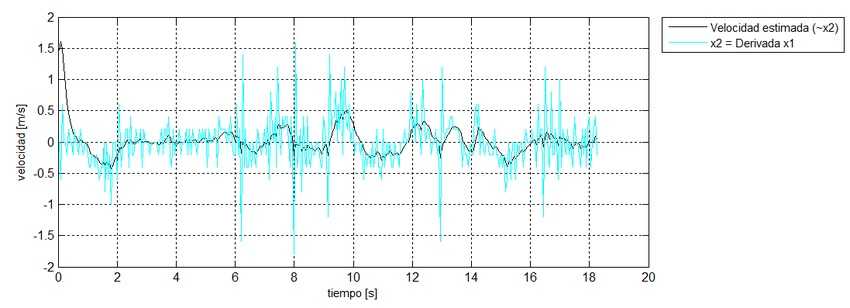 2
1.5
1
0.5
0
-0.5
-1
-1.5
-2
velocidad [m/s]
0 2 4 6 8 10 12 14 16 18 20
tiempo [s]
Velocidad estimada (~x2)
x2 = Derivada x1